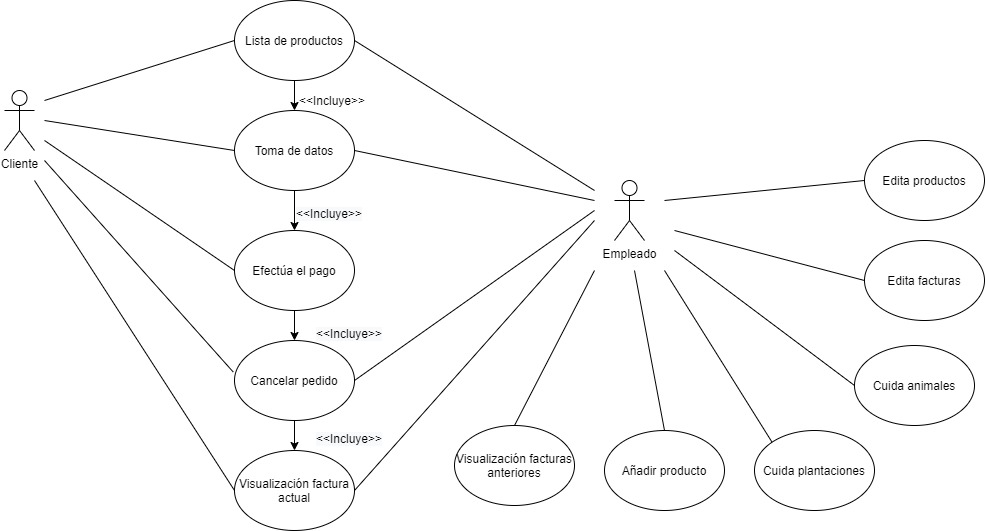 Lista de productos
<<Incluye>>
Cliente
Toma de datos
Edita productos
<<Incluye>>
Empleado
Efectúa el pago
Edita facturas
<<Incluye>>
Cancelar pedido
Cuida animales
<<Incluye>>
Visualización factura
actual
Visualización facturas
anteriores
Añadir producto
Cuida plantaciones